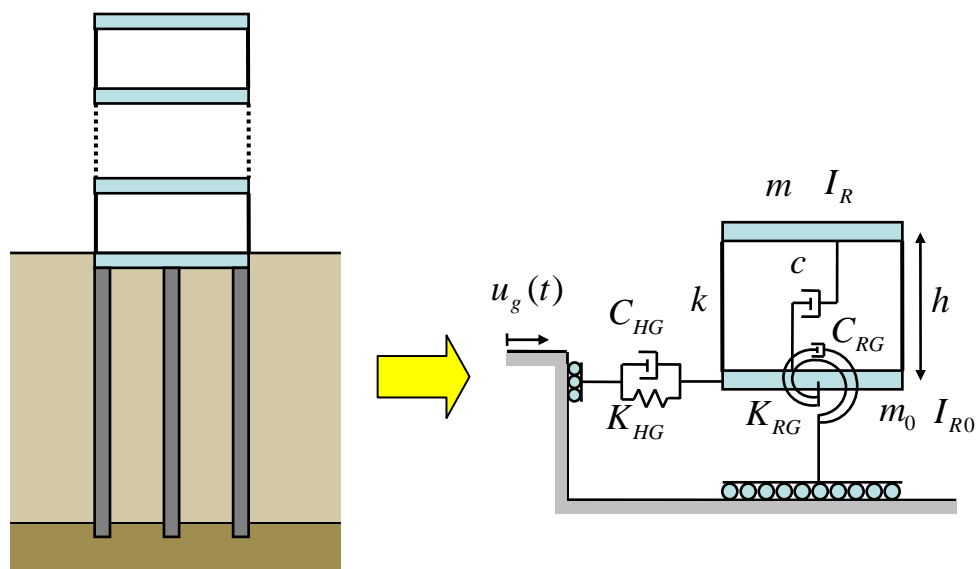 m I_R
c
k
h
u_g(t)
C_HG
C_RG
K_HG
K_RG
m_0 I_R0